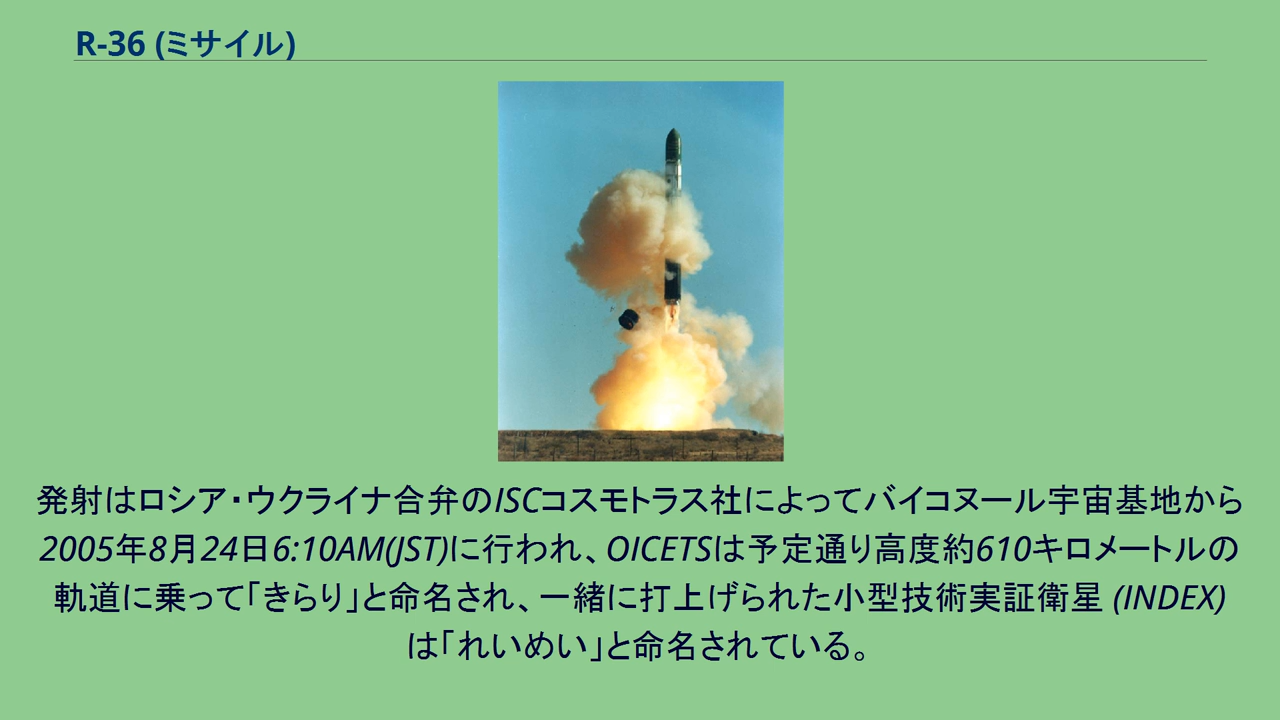 R-36 (ミサイル)
発射はロシア・ウクライナ合弁のISCコスモトラス社によってバイコヌール宇宙基地から
2005年8月24日6:10AM(JST)に行われ、OICETSは予定通り高度約610キロメートルの
軌道に乗って「きらり」と命名され、一緒に打上げられた小型技術実証衛星 (INDEX)
は「れいめい」と命名されている。